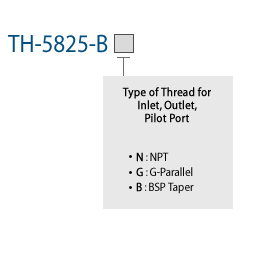 TH-5825-B
Type of Thread for
Inlet, Outlet,
Pilot Port
• N : NPT
• G : G-Parallel
• B : BSP Taper